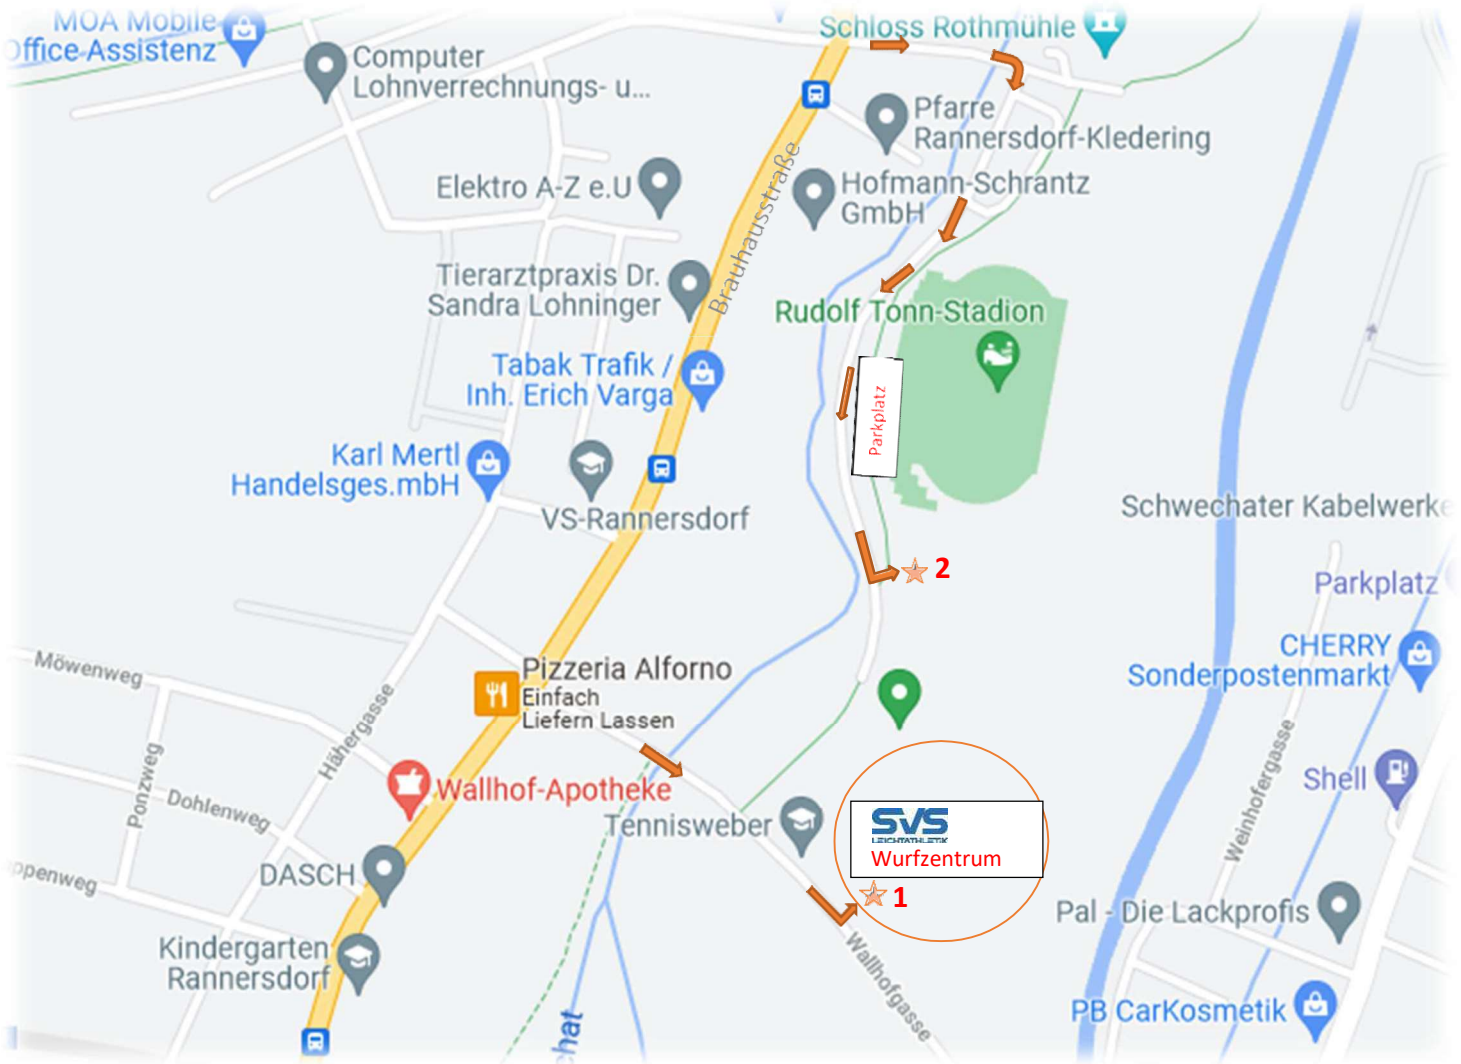 MOA Mobile
Office-Assistenz
Computer
Lohnverrechnungs- u...
Schloss Rothmühle
Pfarre
Rannersdorf-Kledering
Elektro A-Z e.U
Hofmann-Schrantz
GmbH
Brauhausstraße
Tierarztpraxis Dr.
Sandra Lohninger
Rudolf Tonn-Stadion
Tabak Trafik /
Inh. Erich Varga
Parkplatz
Karl Mertl
Handelsges.mbH
VS-Rannersdorf
Schwechater Kabelwerke
2
Parkplatz
CHERRY
Sonderpostenmarkt
Möwenweg
Pizzeria Alforno
Einfach
Liefern Lassen
Hähergasse
Ponzweg
Dohlenweg
Wallhof-Apotheke
Tennisweber
Weinhofergasse
Shell
SVS
LEICHTATHLETIK
Wurfzentrum
DASCH
1
Pal - Die Lackprofis
Kindergarten
Rannersdorf
Wallhofgasse
PB CarKosmetik